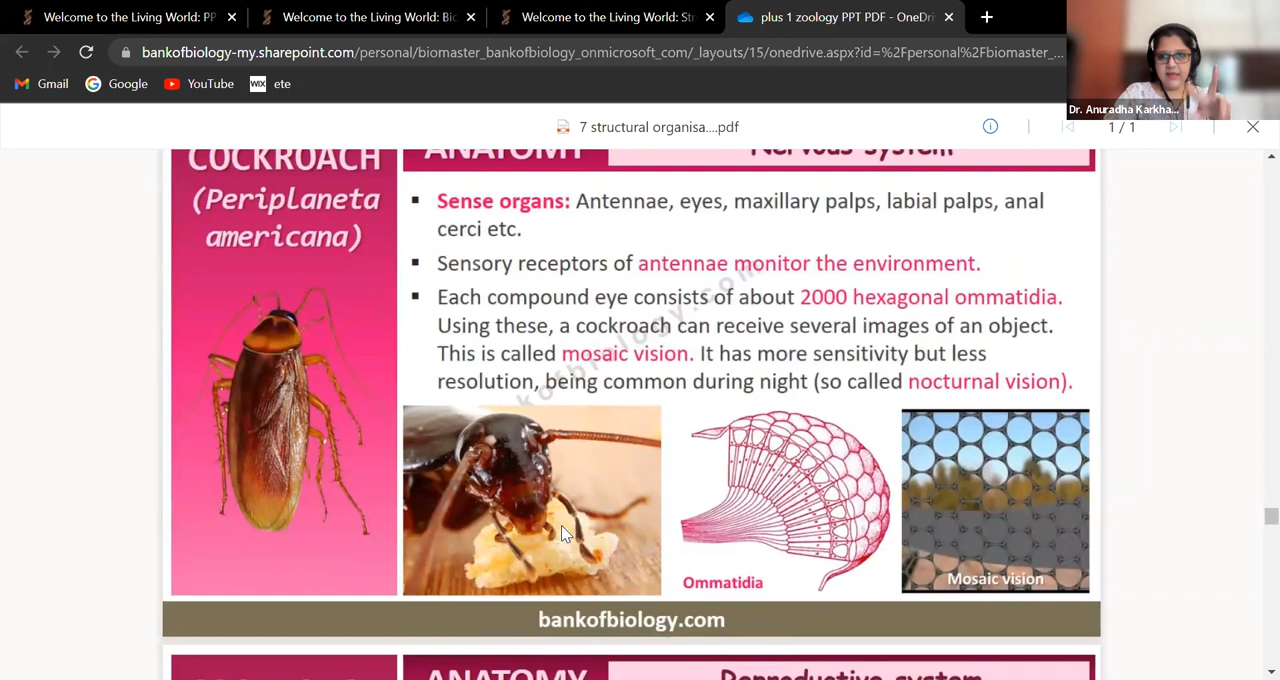 Welcome to the Living World: PP
Welcome to the Living World: Bio
Welcome to the Living World: Str
plus 1 zoology PPT PDF - OneDri
bankofbiology-my.sharepoint.com/personal/biomaster_bankofbiology_onmicrosoft_com/_layouts/15/onedrive.aspx?id=%2Fpersonal%2Fbiomaster_...
Gmail
Google
YouTube
WIX ete
Dr. Anuradha Karkha...
7 structural organisa....pdf
1 / 1
COCKROACH
(Periplaneta
americana)
ANATOMY
Nervous system
▪ Sense organs: Antennae, eyes, maxillary palps, labial palps, anal
cerci etc.
▪ Sensory receptors of antennae monitor the environment.
▪ Each compound eye consists of about 2000 hexagonal ommatidia.
Using these, a cockroach can receive several images of an object.
This is called mosaic vision. It has more sensitivity but less
resolution, being common during night (so called nocturnal vision).
Ommatidia
Mosaic vision
bankofbiology.com
ANATOMY
Reproductive system